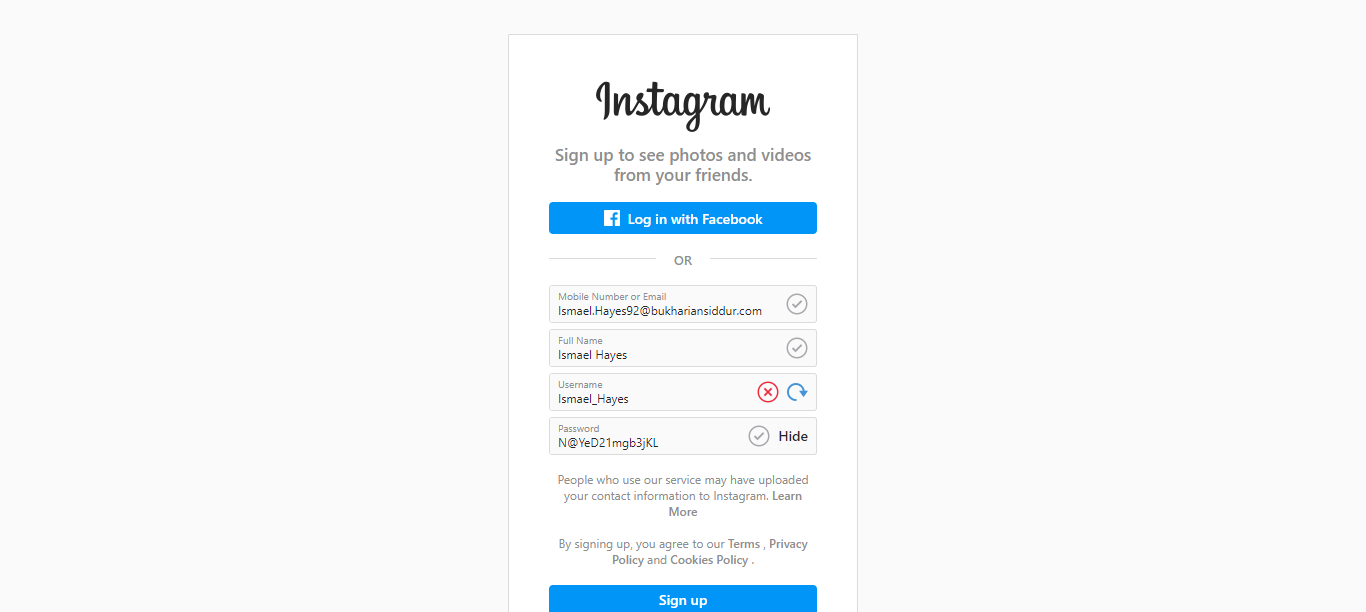 Instagram
Sign up to see photos and videos
from your friends.
Log in with Facebook
OR
Mobile Number or Email
Ismael.Hayes92@bukhariansiddur.com
Full Name
Ismael Hayes
Username
Ismael_Hayes
Password
N@YeD21mgb3jKL
Hide
People who use our service may have uploaded
your contact information to Instagram. Learn
More
By signing up, you agree to our Terms , Privacy
Policy and Cookies Policy .
Sign up